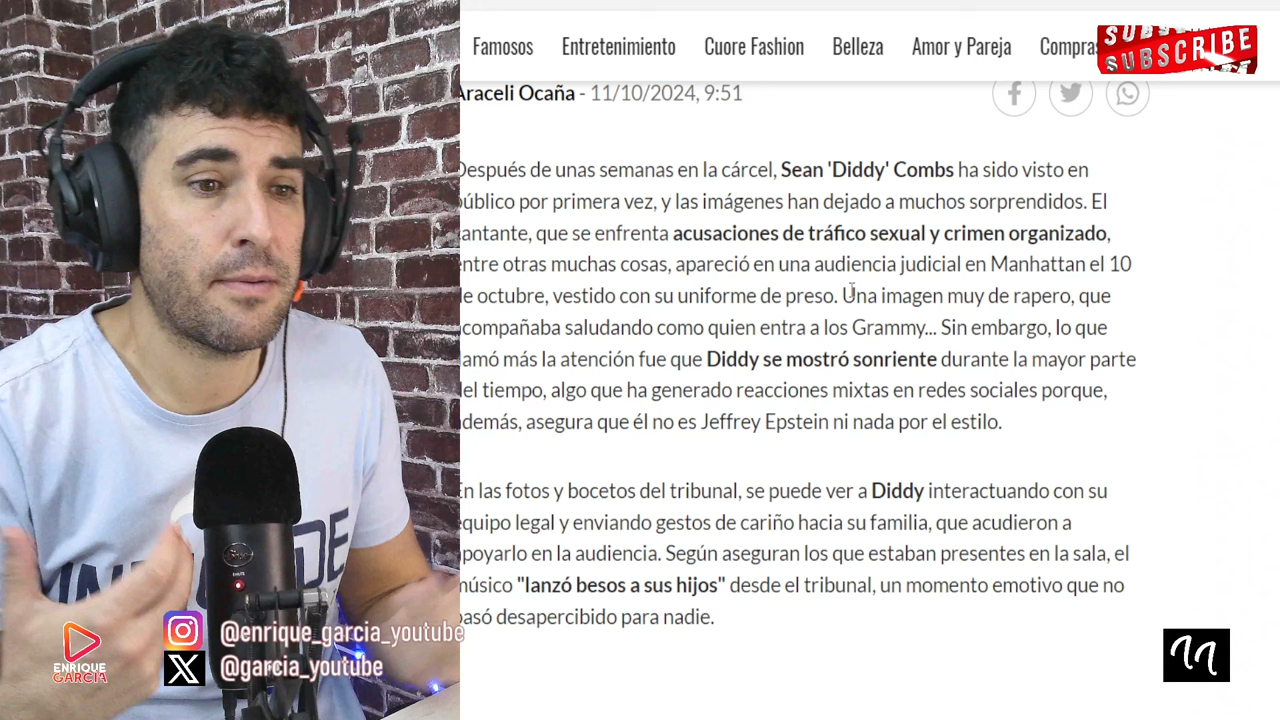 Famosos Entretenimiento Cuore Fashion Belleza Amor y Pareja Compras
SUBSCRIBE
Araceli Ocaña - 11/10/2024, 9:51
Después de unas semanas en la cárcel, Sean 'Diddy' Combs ha sido visto en
público por primera vez, y las imágenes han dejado a muchos sorprendidos. El
cantante, que se enfrenta acusaciones de tráfico sexual y crimen organizado,
entre otras muchas cosas, apareció en una audiencia judicial en Manhattan el 10
de octubre, vestido con su uniforme de preso. Una imagen muy de rapero, que
acompañaba saludando como quien entra a los Grammy... Sin embargo, lo que
llamó más la atención fue que Diddy se mostró sonriente durante la mayor parte
del tiempo, algo que ha generado reacciones mixtas en redes sociales porque,
además, asegura que él no es Jeffrey Epstein ni nada por el estilo.
En las fotos y bocetos del tribunal, se puede ver a Diddy interactuando con su
equipo legal y enviando gestos de cariño hacia su familia, que acudieron a
apoyarlo en la audiencia. Según aseguran los que estaban presentes en la sala, el
músico "lanzó besos a sus hijos" desde el tribunal, un momento emotivo que no
pasó desapercibido para nadie.
ENRIQUE
GARCIA
@enrique_garcia_youtube
@garcia_youtube